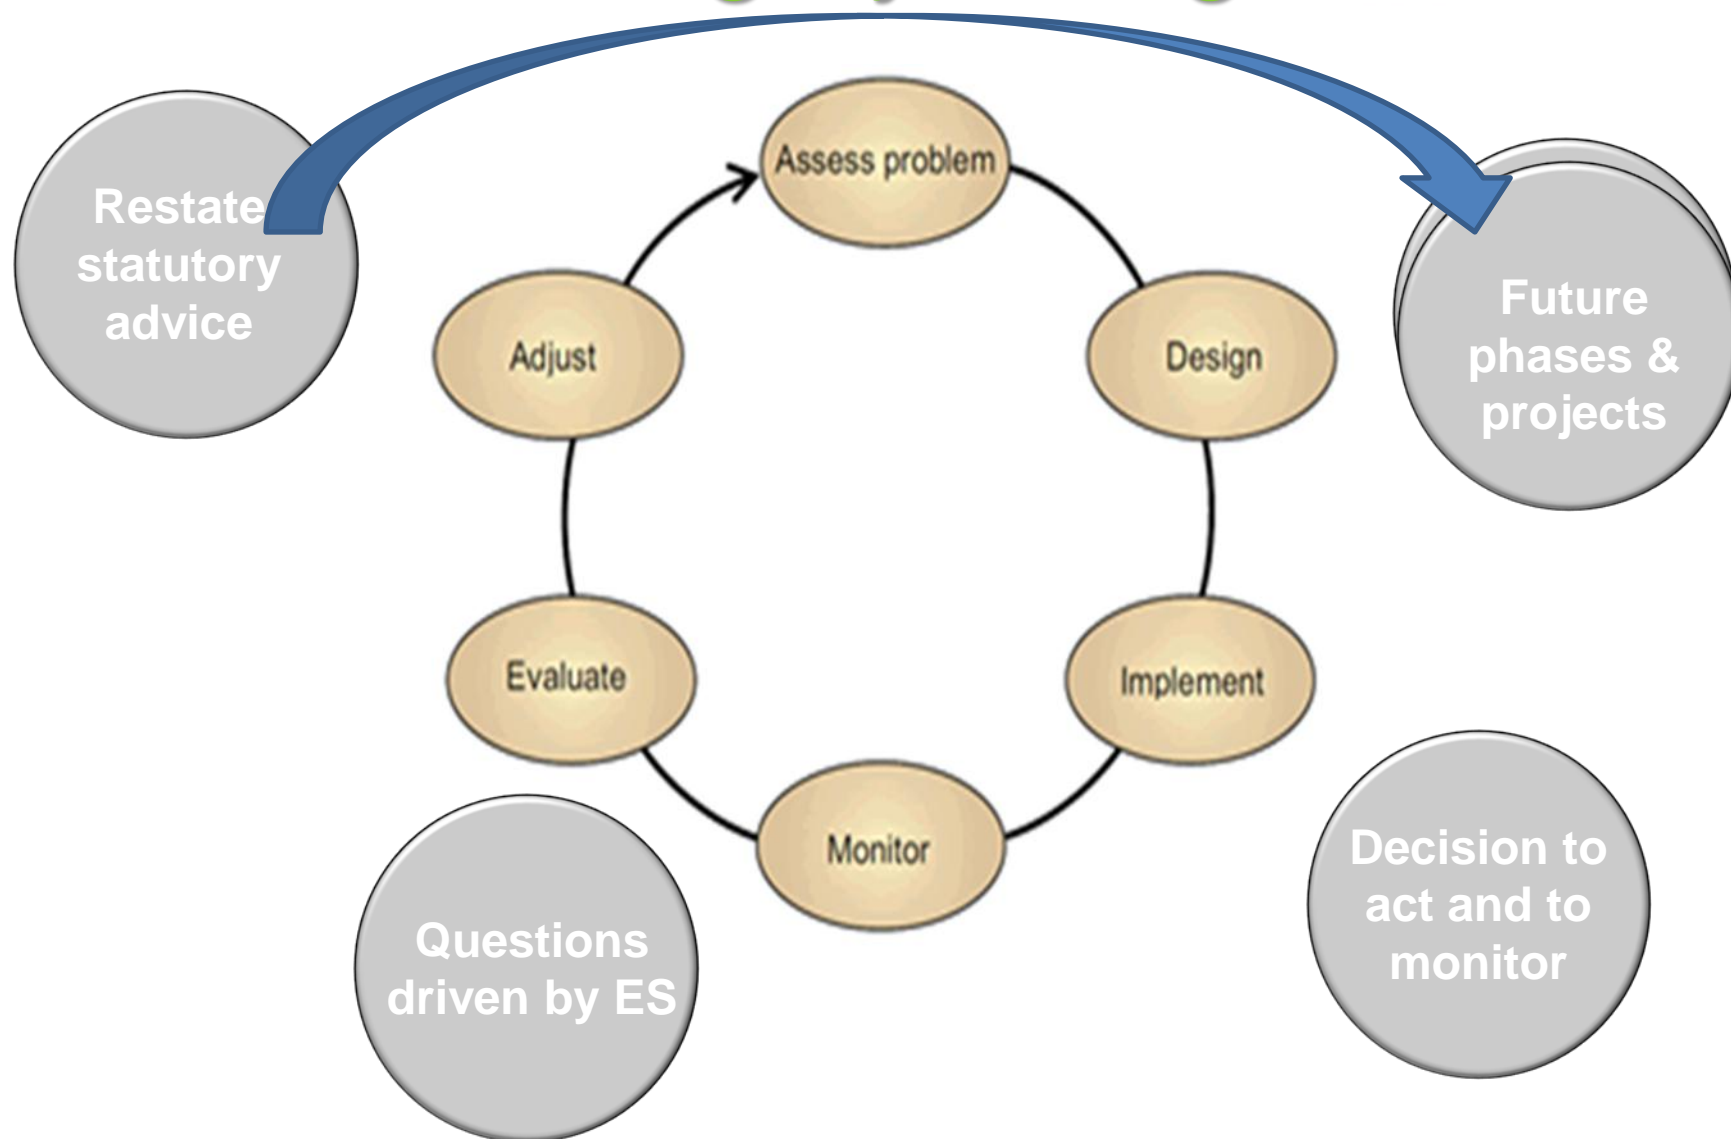 Assess problem
Restate
statutory
advice
Adjust
Design
Future
phases &
projects
Evaluate
Implement
Monitor
Decision to
act and to
monitor
Questions
driven by ES